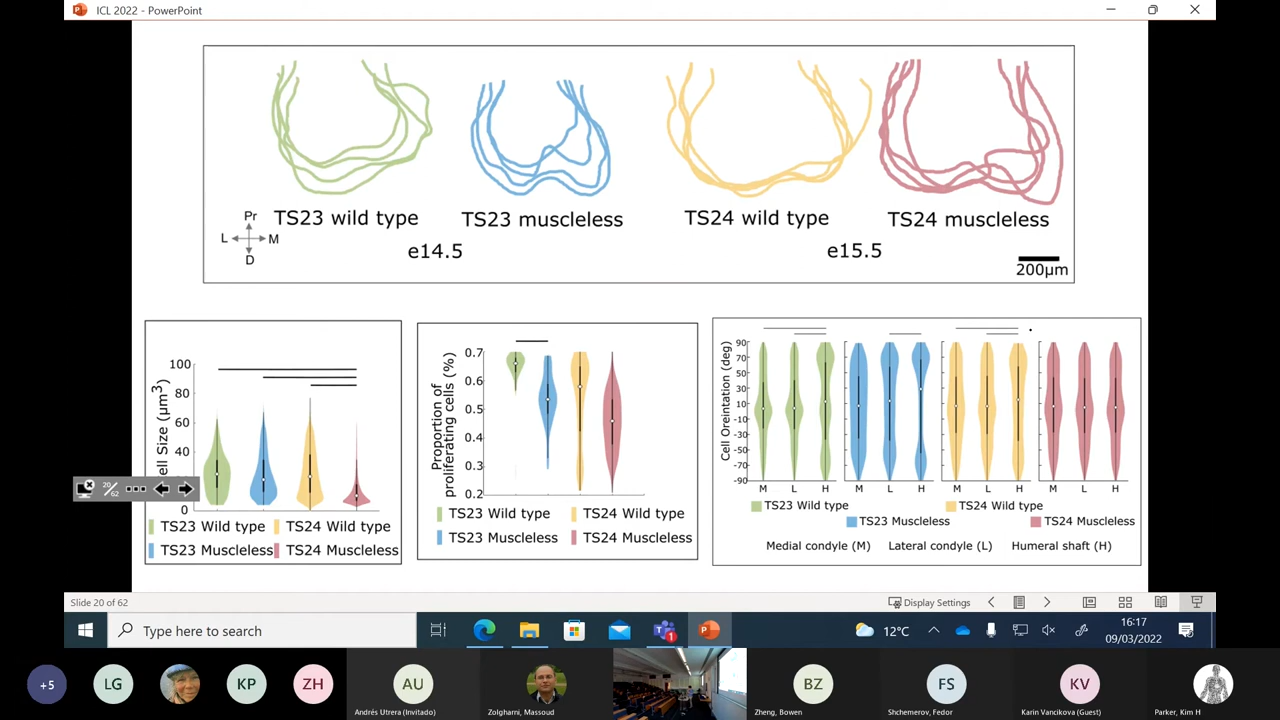 ICL 2022 - PowerPoint
TS23 wild type
TS23 muscleless
TS24 wild type
TS24 muscleless
Pr
L
M
D
e14.5
e15.5
200µm
100
80
60
40
0
ell Size (µm³)
TS23 Wild type
TS24 Wild type
TS23 Muscleless
TS24 Muscleless
Proportion of
proliferating cells (%)
0.7
0.6
0.5
0.4
0.3
0.2
TS23 Wild type
TS24 Wild type
TS23 Muscleless
TS24 Muscleless
Cell Oreintation (deg)
90
70
50
30
10
-10
-30
-50
-70
-90
M L H M L H M L H M L H
TS23 Wild type
TS24 Wild type
TS23 Muscleless
TS24 Muscleless
Medial condyle (M) Lateral condyle (L) Humeral shaft (H)
20/62
Slide 20 of 62
Display Settings
Type here to search
1
12°C
16:17
09/03/2022
+5
LG
KP
ZH
AU
BZ
FS
KV
Andrés Utrera (Invitado)
Zolgharni, Massoud
Zheng, Bowen
Shchemerov, Fedor
Karin Vancikova (Guest)
Parker, Kim H